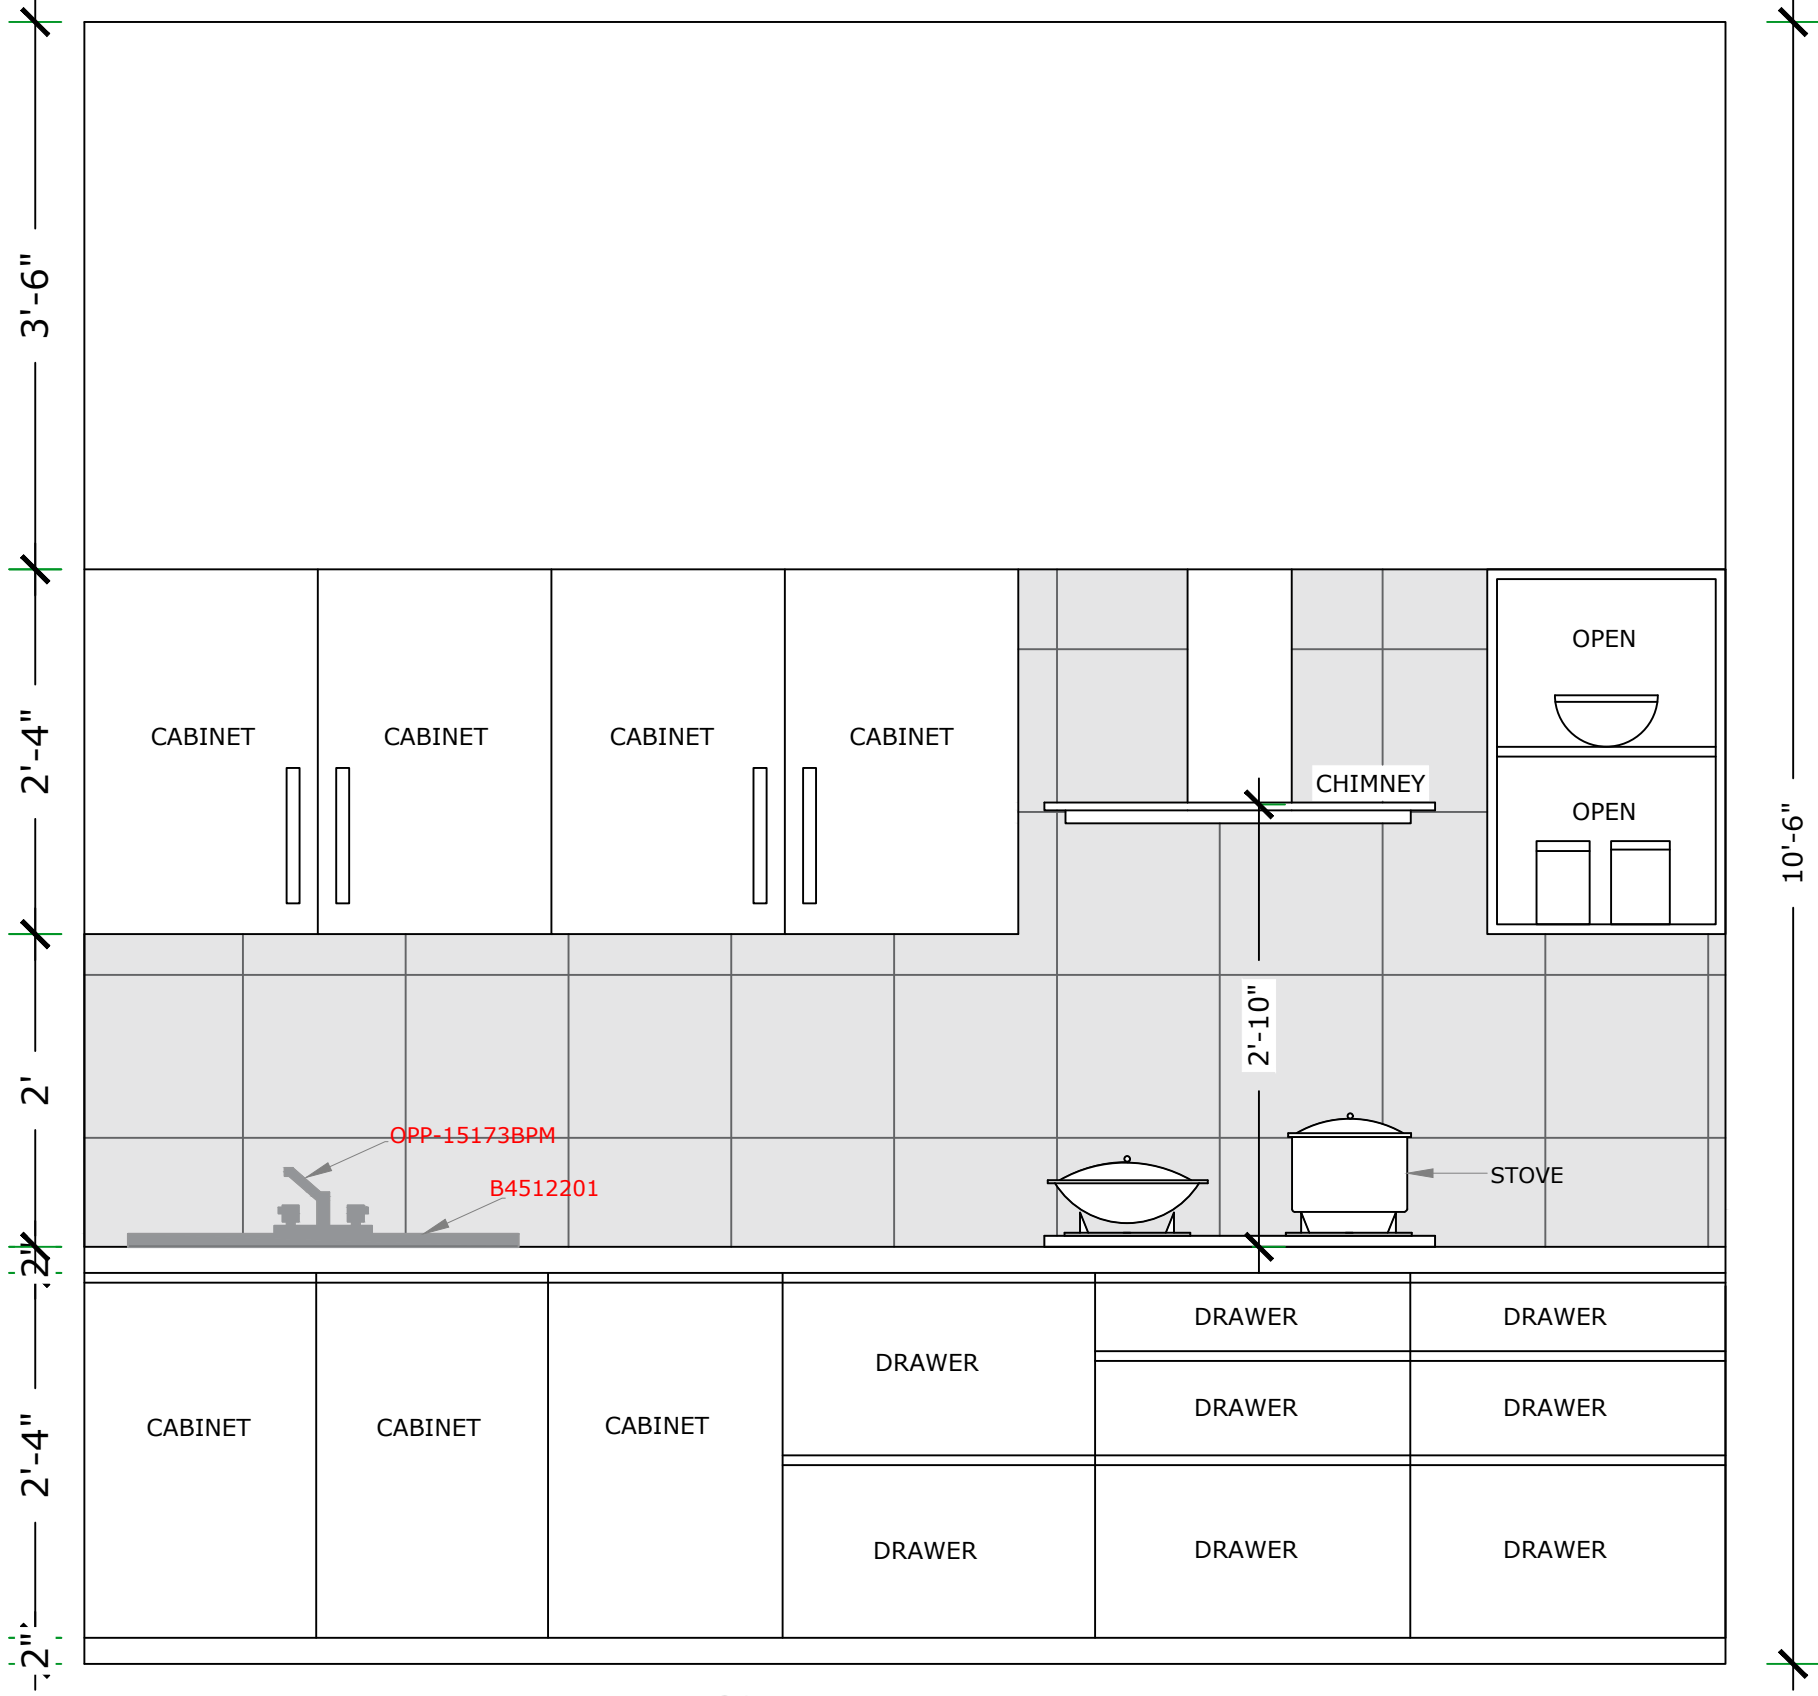 3'-6"
CABINET
CABINET
CABINET
CABINET
OPEN
2'-4"
CHIMNEY
OPEN
10'-6"
2'-10"
2'
OPP-15173BPM
B4512201
STOVE
2"
DRAWER
DRAWER
DRAWER
DRAWER
DRAWER
2'-4"
CABINET
CABINET
CABINET
DRAWER
DRAWER
DRAWER
2"